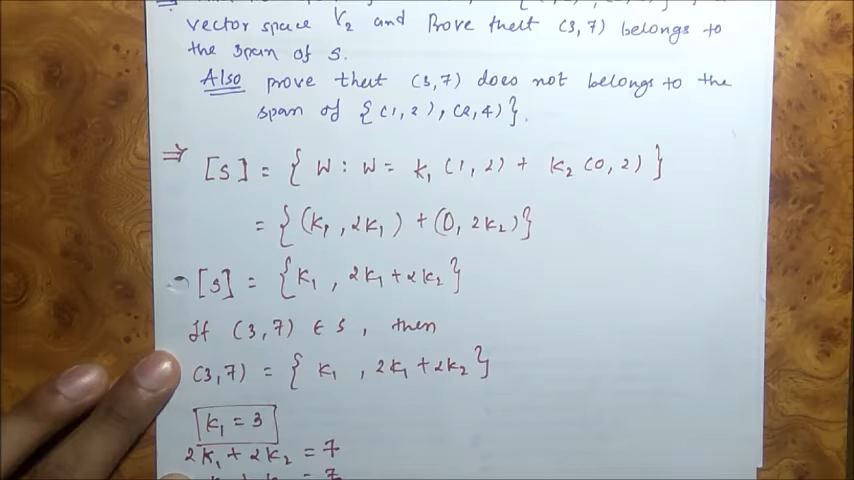 vector space V₂ and Prove that (3,7) belongs to
the span of S.
Also prove that (3,7) does not belongs to the
span of {(1,2),(2,4)}.
⇒ [S] = { W : W = k₁ (1,2) + k₂ (0,2) }
= {(k₁, 2k₁) + (0, 2k₂)}
[S] = {k₁, 2k₁+2k₂}
If (3,7) ∈ S, then
(3,7) = { k₁, 2k₁+2k₂}
k₁ = 3
2k₁ + 2k₂ = 7